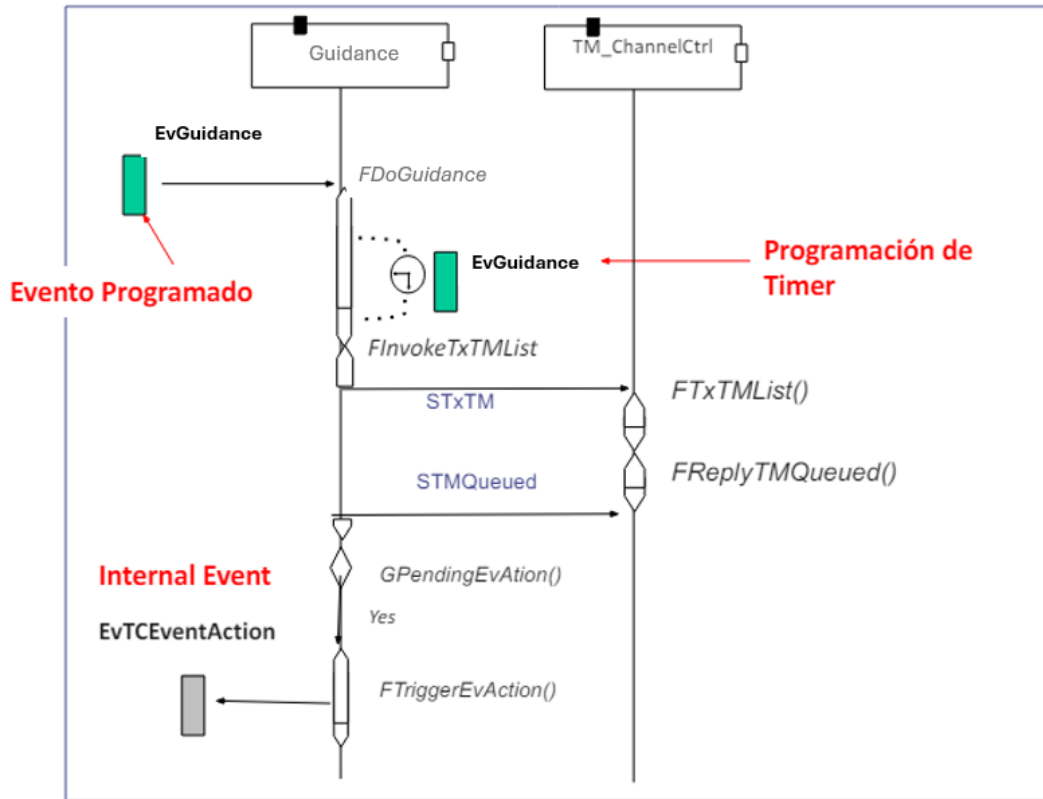 Guidance
TM_ChannelCtrl
EvGuidance
FDoGuidance
EvGuidance
Programación de
Timer
Evento Programado
FInvokeTxTMList
STxTM
FTxTMList()
FReplyTMQueued()
STMQueued
Internal Event
GPendingEvAtion()
Yes
EvTCEventAction
FTriggerEvAction()